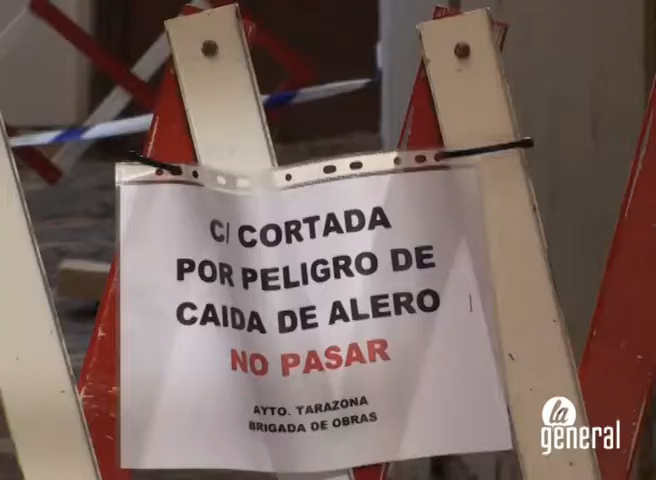 C/ CORTADA
POR PELIGRO DE
CAIDA DE ALERO
NO PASAR
AYTO. TARAZONA
BRIGADA DE OBRAS
la
general